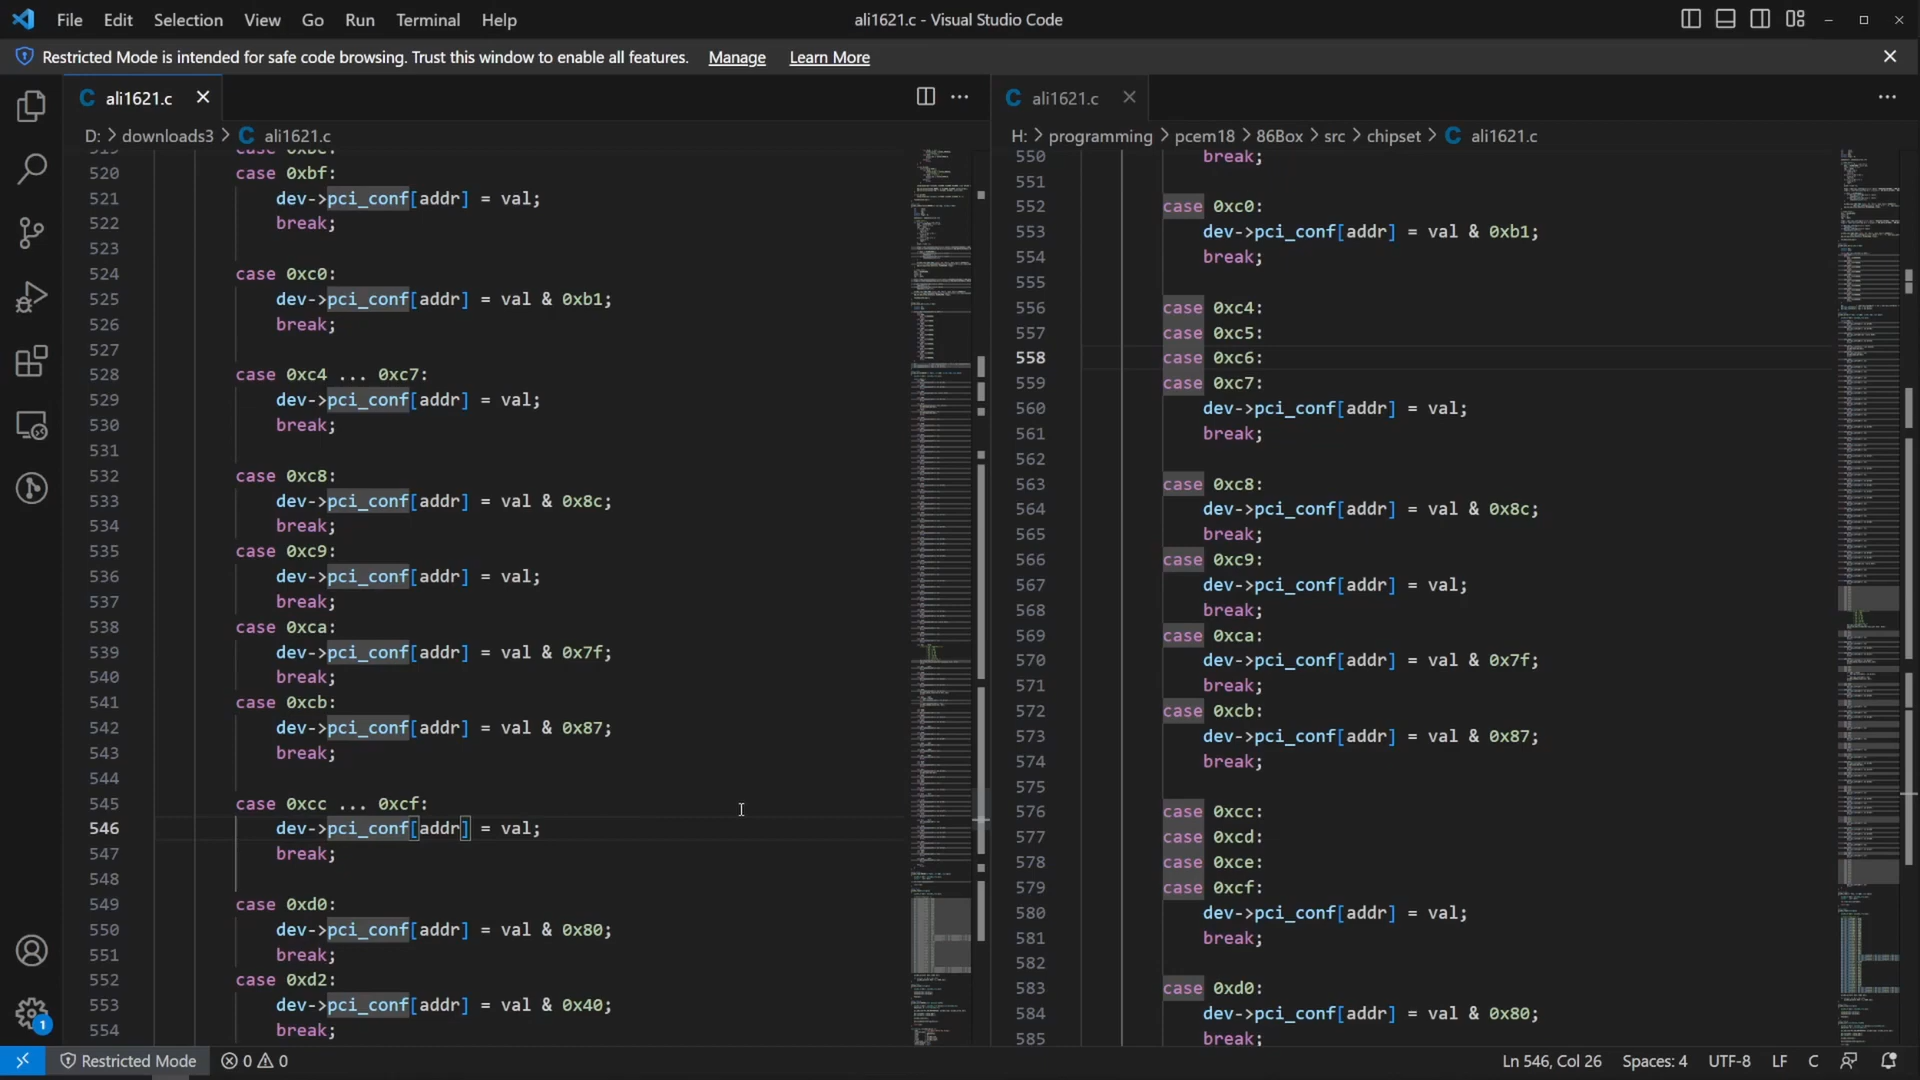 File Edit Selection View Go Run Terminal Help
ali1621.c - Visual Studio Code
Restricted Mode is intended for safe code browsing. Trust this window to enable all features. Manage Learn More
ali1621.c
D: > downloads3 > C ali1621.c
519 case 0xbe:
520 case 0xbf:
521 dev->pci_conf[addr] = val;
522 break;
523
524 case 0xc0:
525 dev->pci_conf[addr] = val & 0xb1;
526 break;
527
528 case 0xc4 ... 0xc7:
529 dev->pci_conf[addr] = val;
530 break;
531
532 case 0xc8:
533 dev->pci_conf[addr] = val & 0x8c;
534 break;
535 case 0xc9:
536 dev->pci_conf[addr] = val;
537 break;
538 case 0xca:
539 dev->pci_conf[addr] = val & 0x7f;
540 break;
541 case 0xcb:
542 dev->pci_conf[addr] = val & 0x87;
543 break;
544
545 case 0xcc ... 0xcf:
546 dev->pci_conf[addr] = val;
547 break;
548
549 case 0xd0:
550 dev->pci_conf[addr] = val & 0x80;
551 break;
552 case 0xd2:
553 dev->pci_conf[addr] = val & 0x40;
554 break;
C ali1621.c
H: > programming > pcem18 > 86Box > src > chipset > C ali1621.c
550 break;
551
552 case 0xc0:
553 dev->pci_conf[addr] = val & 0xb1;
554 break;
555
556 case 0xc4:
557 case 0xc5:
558 case 0xc6:
559 case 0xc7:
560 dev->pci_conf[addr] = val;
561 break;
562
563 case 0xc8:
564 dev->pci_conf[addr] = val & 0x8c;
565 break;
566 case 0xc9:
567 dev->pci_conf[addr] = val;
568 break;
569 case 0xca:
570 dev->pci_conf[addr] = val & 0x7f;
571 break;
572 case 0xcb:
573 dev->pci_conf[addr] = val & 0x87;
574 break;
575
576 case 0xcc:
577 case 0xcd:
578 case 0xce:
579 case 0xcf:
580 dev->pci_conf[addr] = val;
581 break;
582
583 case 0xd0:
584 dev->pci_conf[addr] = val & 0x80;
585 break;
1
Restricted Mode 0 0
Ln 546, Col 26 Spaces: 4 UTF-8 LF C